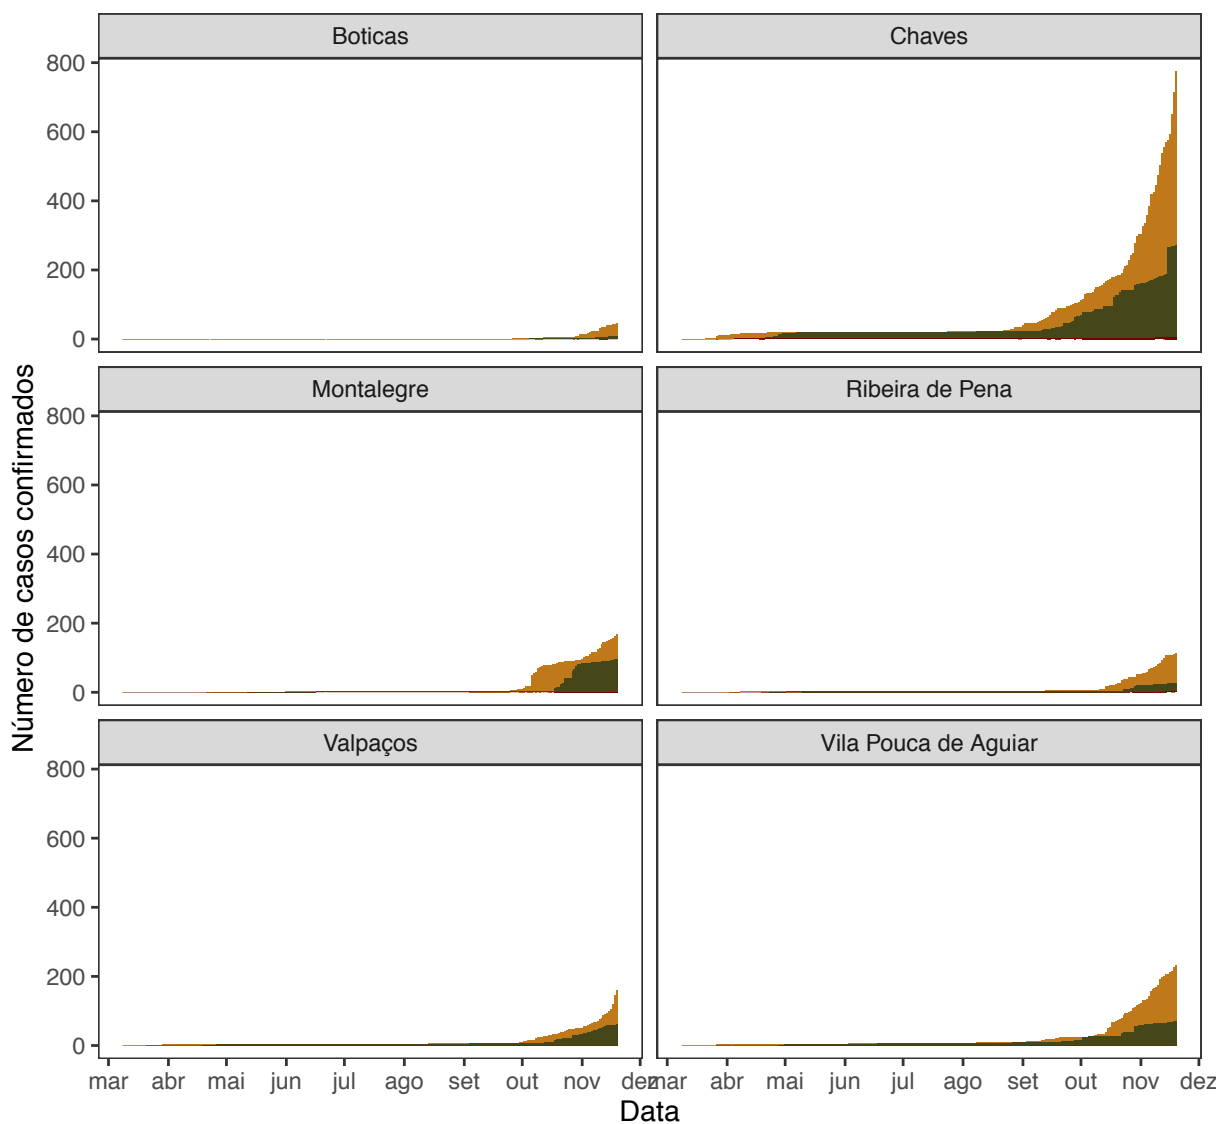 Boticas
Chaves
800
600
400
200
0
Montalegre
Ribeira de Pena
800
600
400
200
0
Valpaços
Vila Pouca de Aguiar
800
600
400
200
0
mar abr mai jun jul ago set out nov dez
mar abr mai jun jul ago set out nov dez
Data
Número de casos confirmados